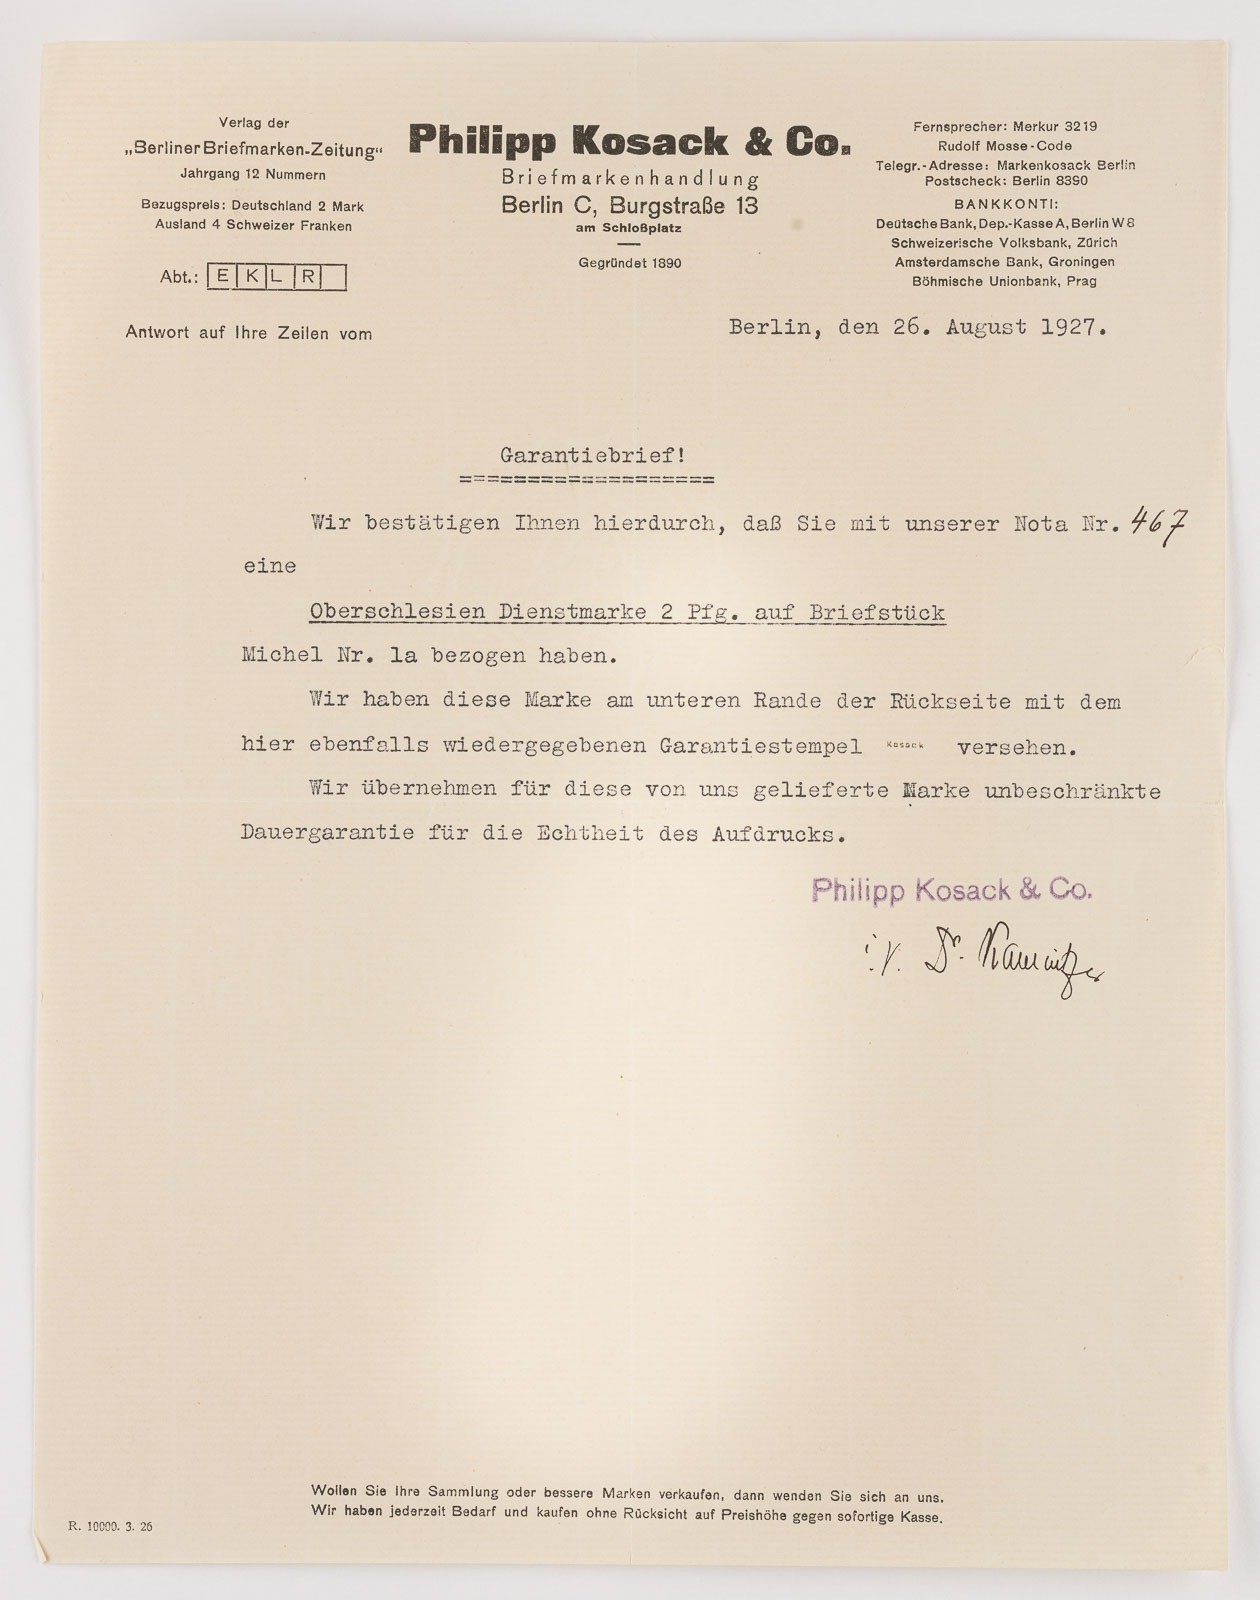 Verlag der
„Berliner Briefmarken-Zeitung“
Jahrgang 12 Nummern
Bezugspreis: Deutschland 2 Mark
Ausland 4 Schweizer Franken
Abt.: E K L R
Antwort auf Ihre Zeilen vom
Philipp Kosack & Co.
Briefmarkenhandlung
Berlin C, Burgstraße 13
am Schloßplatz
Gegründet 1890
Fernsprecher: Merkur 3219
Rudolf Mosse-Code
Telegr.-Adresse: Markenkosack Berlin
Postscheck: Berlin 8390
BANKKONTI:
Deutsche Bank, Dep.-Kasse A, Berlin W 8
Schweizerische Volksbank, Zürich
Amsterdamsche Bank, Groningen
Böhmische Unionbank, Prag
Berlin, den 26. August 1927.
Garantiebrief!
===================
Wir bestätigen Ihnen hierdurch, daß Sie mit unserer Nota Nr. 467
eine
Oberschlesien Dienstmarke 2 Pfg. auf Briefstück
Michel Nr. 1a bezogen haben.
Wir haben diese Marke am unteren Rande der Rückseite mit dem
hier ebenfalls wiedergegebenen Garantiestempel Kosack versehen.
Wir übernehmen für diese von uns gelieferte Marke unbeschränkte
Dauergarantie für die Echtheit des Aufdrucks.
Philipp Kosack & Co.
i.V. Dr. Kaminitzer
Wollen Sie Ihre Sammlung oder bessere Marken verkaufen, dann wenden Sie sich an uns.
Wir haben jederzeit Bedarf und kaufen ohne Rücksicht auf Preishöhe gegen sofortige Kasse.
R. 10000. 3. 26